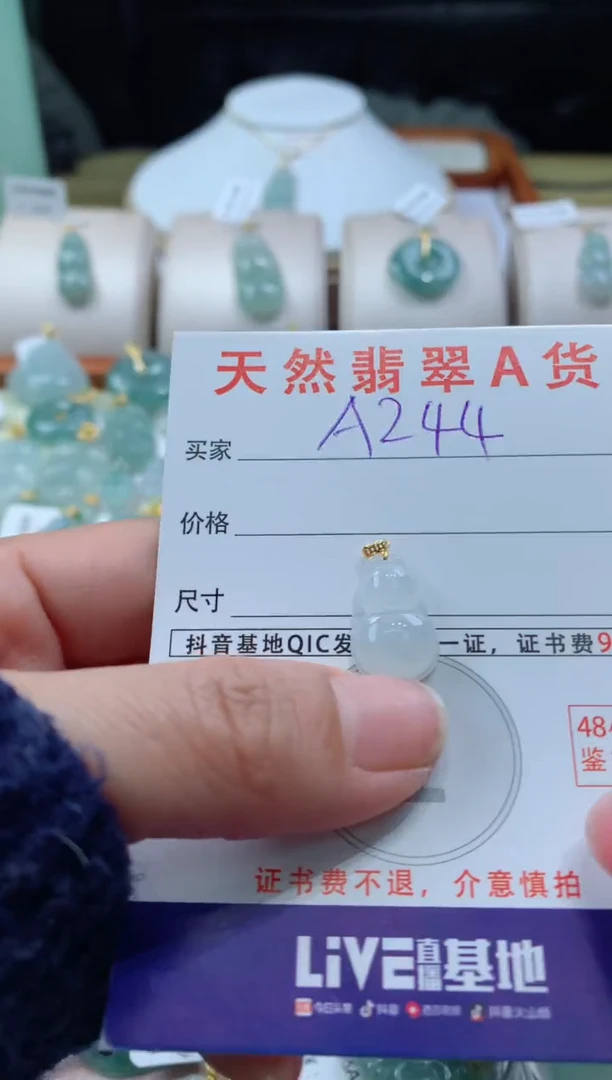 天然翡翠A货
买家 A244
价格
尺寸
抖音基地QIC发 一证，证书费9
48
鉴
证书费不退，介意慎拍
LiVE直播基地
今日头条 抖音 西瓜视频 抖音火山版